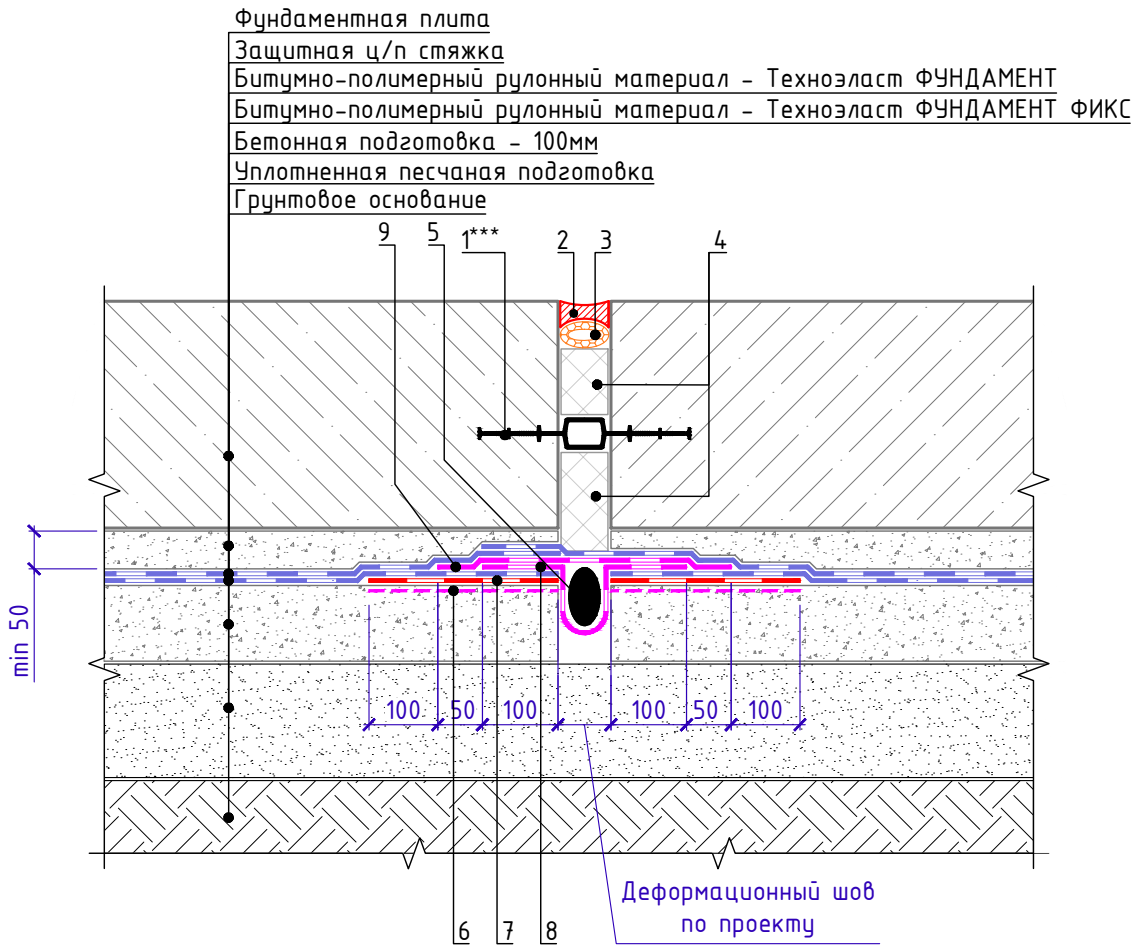 Фундаментная плита
Защитная ц/п стяжка
Битумно-полимерный рулонный материал - Техноэласт ФУНДАМЕНТ
Битумно-полимерный рулонный материал - Техноэласт ФУНДАМЕНТ ФИКС
Бетонная подготовка - 100мм
Уплотненная песчаная подготовка
Грунтовое основание
9 5 1*** 2 3 4
min 50
100 50 100 100 50 100
Деформационный шов
по проекту
6 7 8